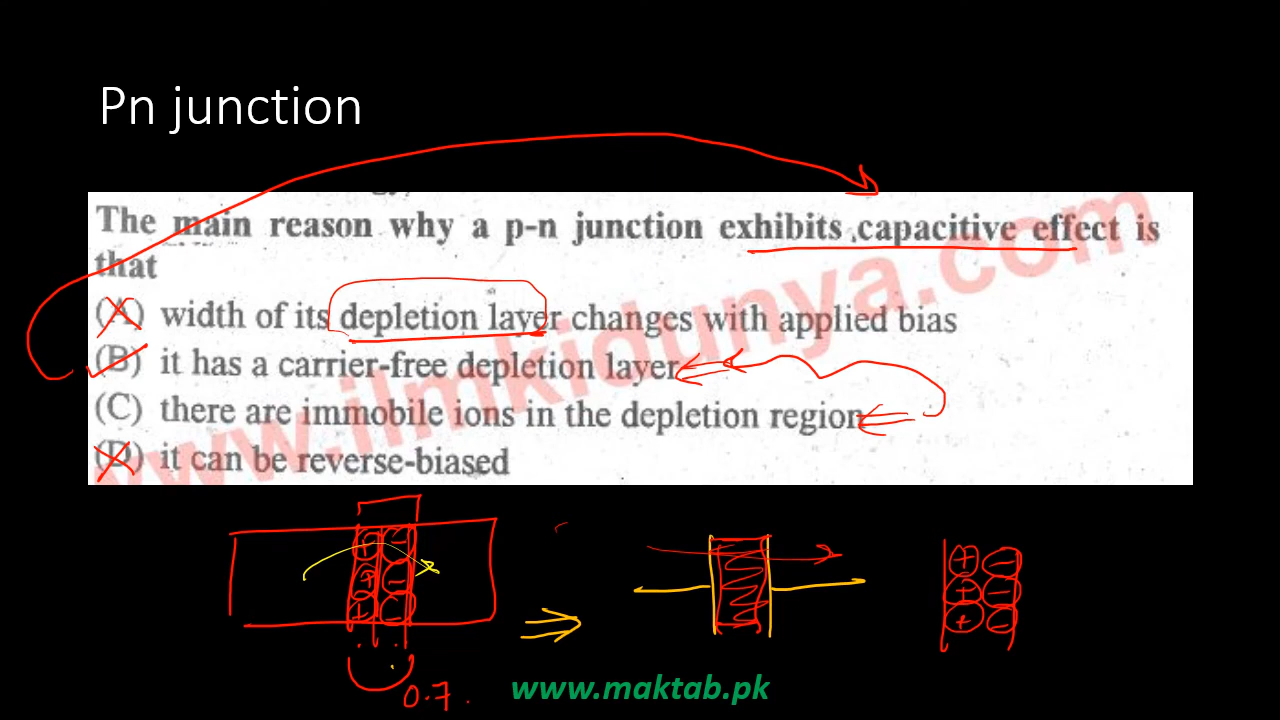 Pn junction
The main reason why a p-n junction exhibits capacitive effect is
that
(A) width of its depletion layer changes with applied bias
(B) it has a carrier-free depletion layer
(C) there are immobile ions in the depletion region
(D) it can be reverse-biased
www.ilmkidunya.com
+ -
+ -
+ -
0.7
+ -
+ -
+ -
www.maktab.pk